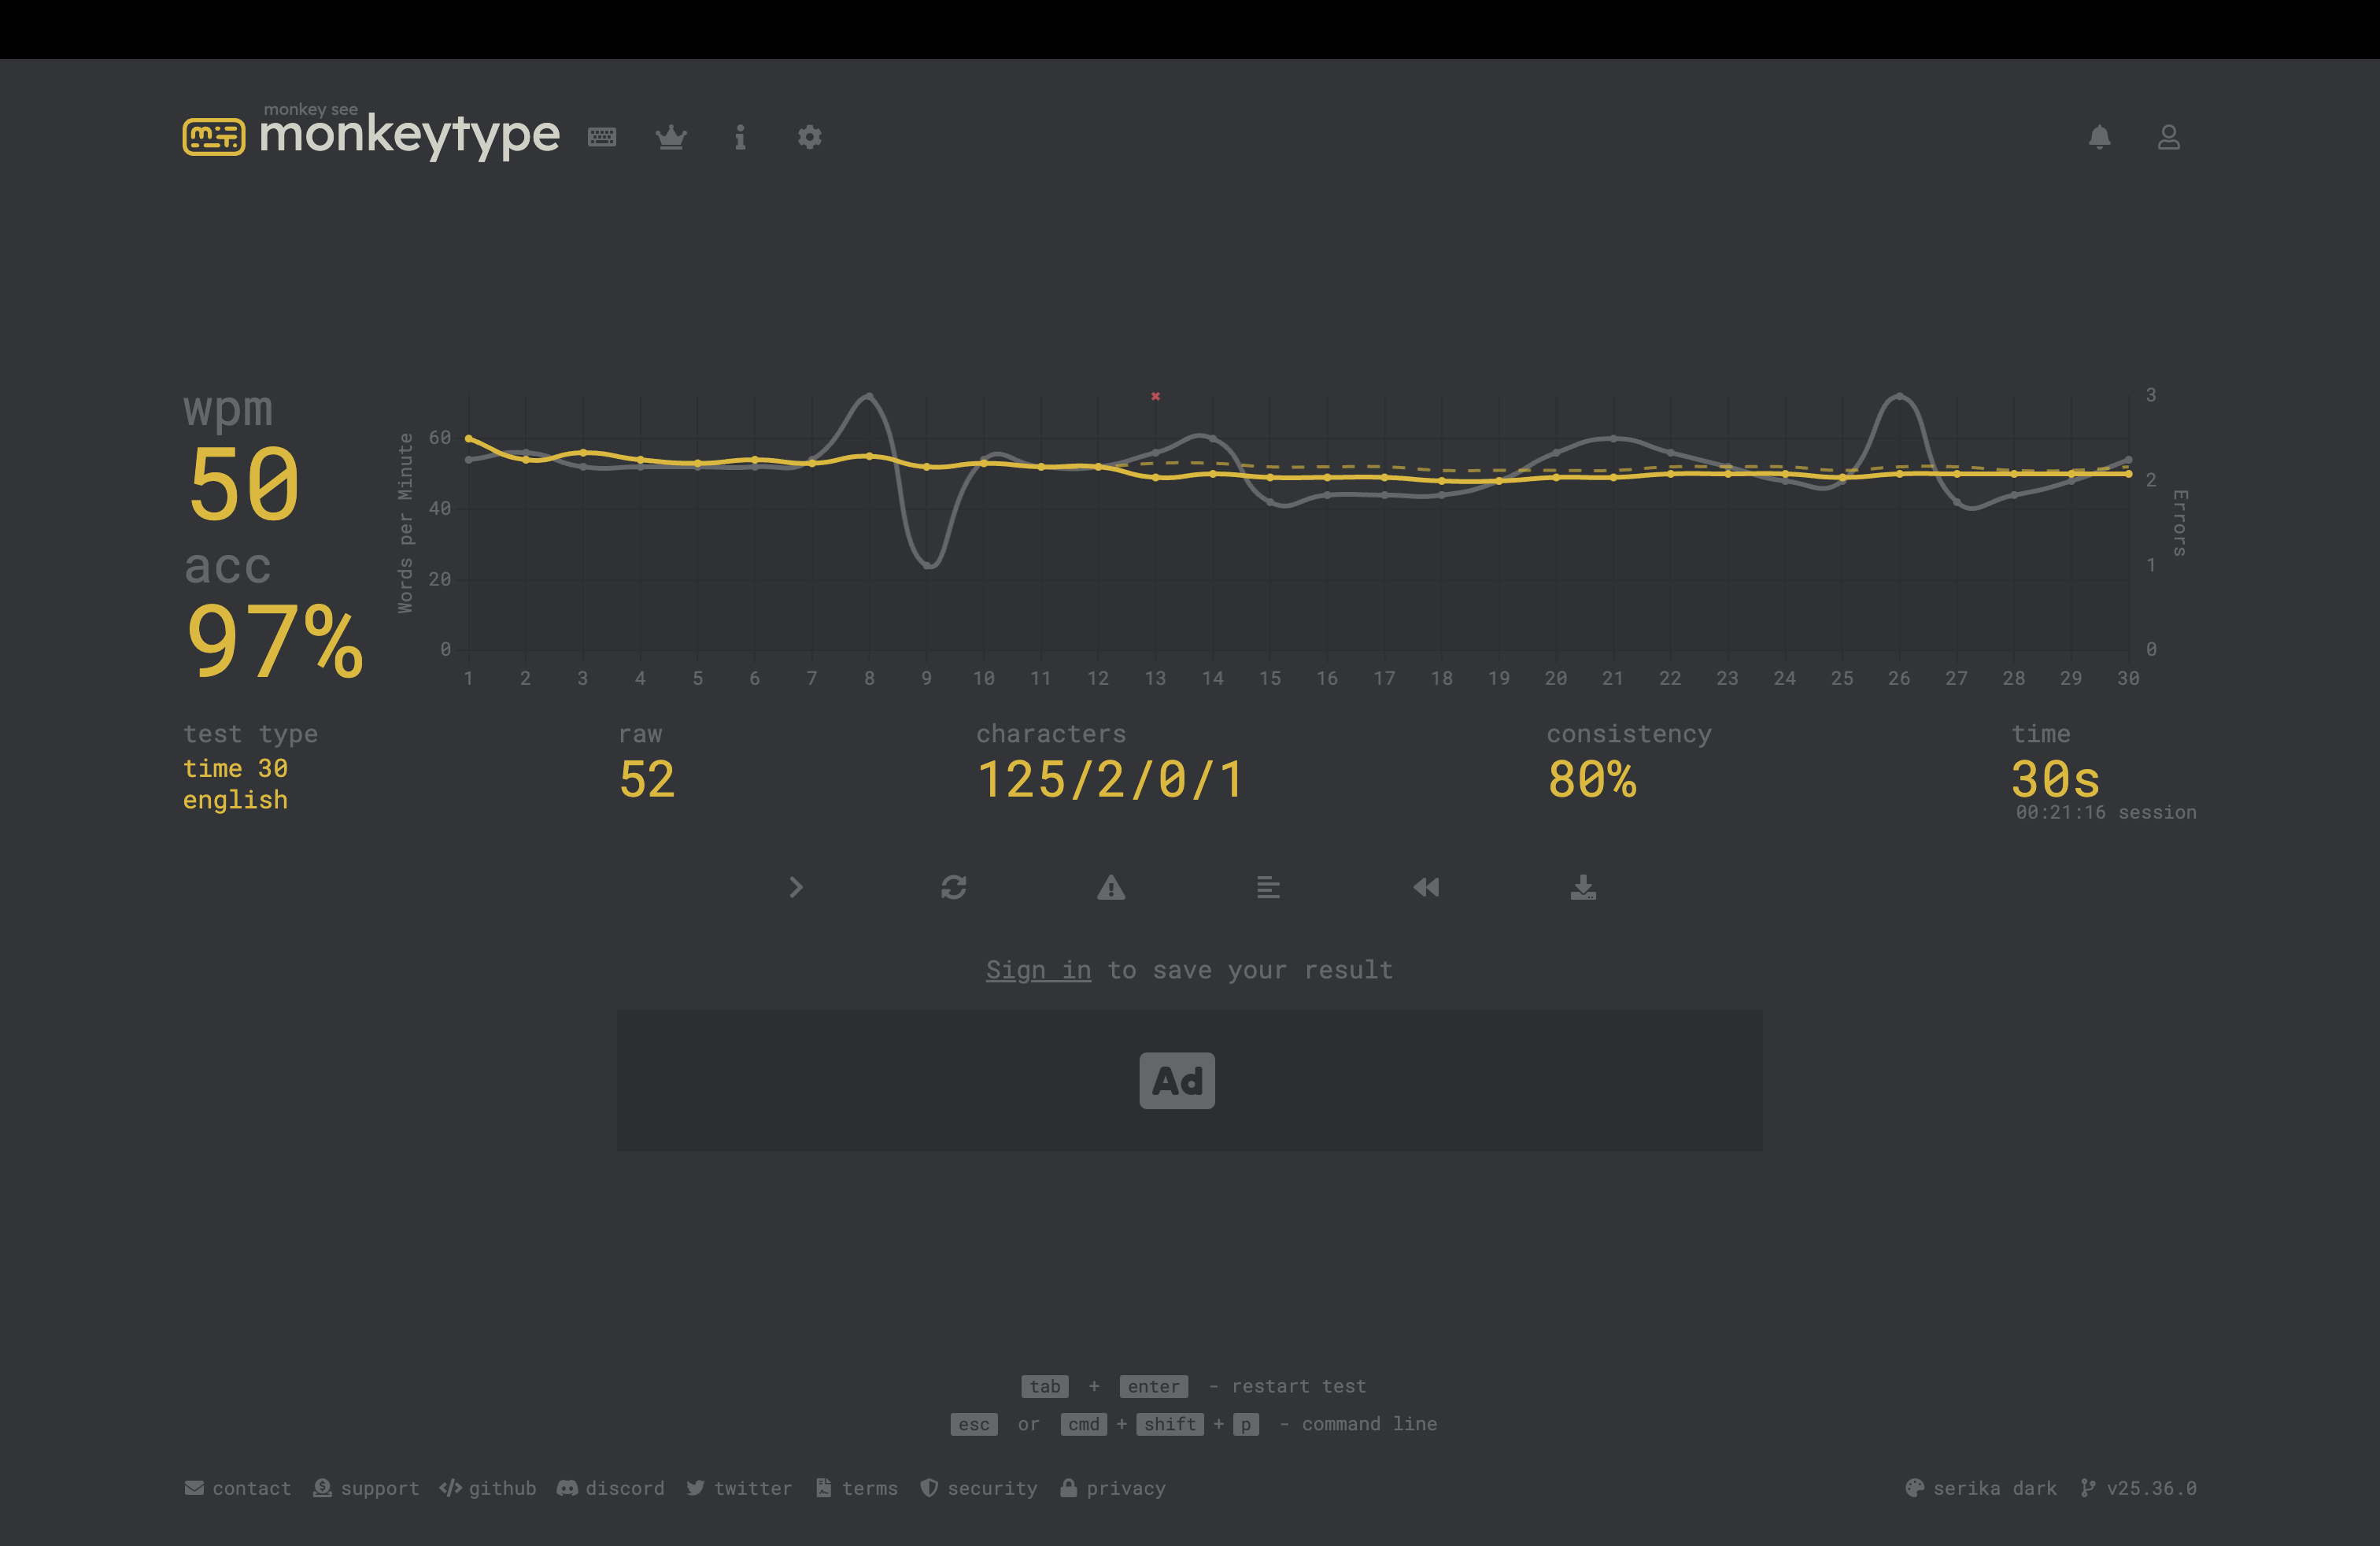 monkey see
monkeytype
wpm
50
acc
97%
Words per Minute
60
40
20
0
3
2
1
0
Errors
1 2 3 4 5 6 7 8 9 10 11 12 13 14 15 16 17 18 19 20 21 22 23 24 25 26 27 28 29 30
test type
time 30
english
raw
52
characters
125/2/0/1
consistency
80%
time
30s
00:21:16 session
Sign in to save your result
Ad
tab + enter - restart test
esc or cmd + shift + p - command line
contact support github discord twitter terms security privacy
serika dark v25.36.0